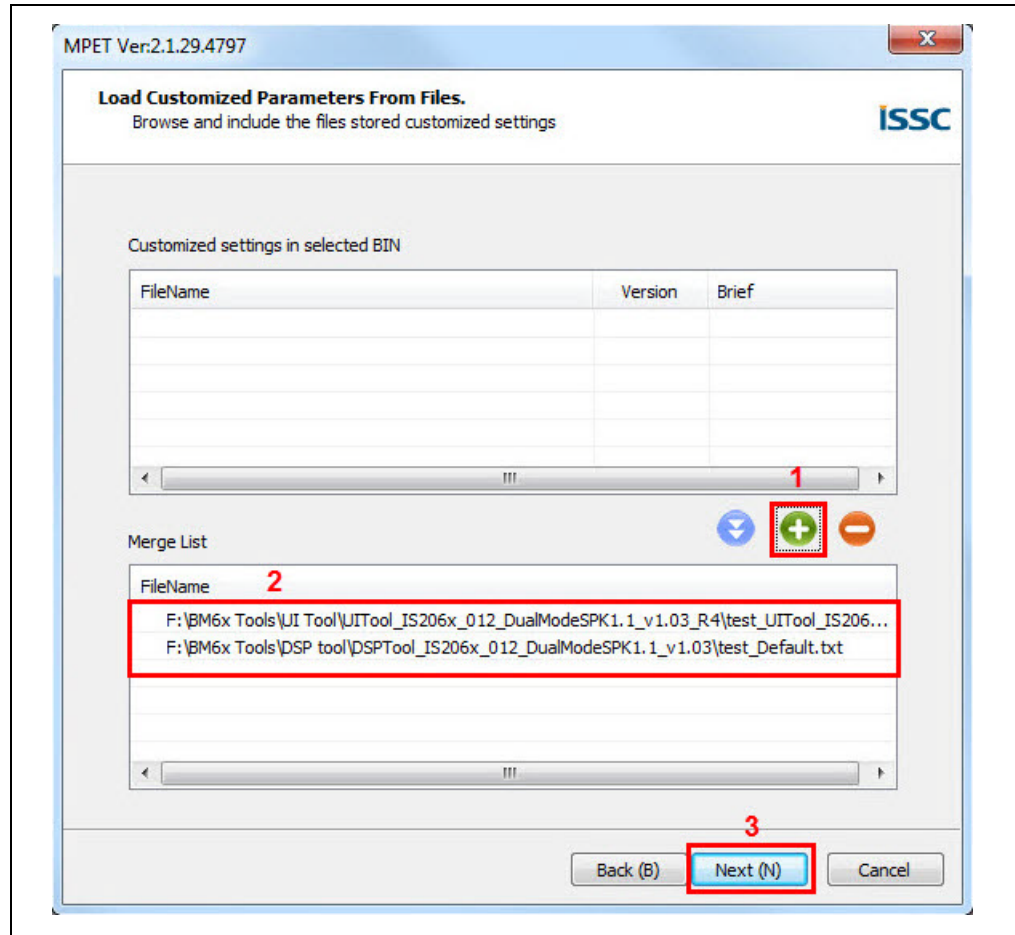 MPET Ver:2.1.29.4797
Load Customized Parameters From Files.
Browse and include the files stored customized settings
ISSC
Customized settings in selected BIN
FileName Version Brief
1
Merge List
FileName 2
F:\BM6x Tools\UI Tool\UITool_IS206x_012_DualModeSPK1.1_v1.03_R4\test_UITool_IS206...
F:\BM6x Tools\DSP tool\DSPTool_IS206x_012_DualModeSPK1.1_v1.03\test_Default.txt
3
Back (B) Next (N) Cancel